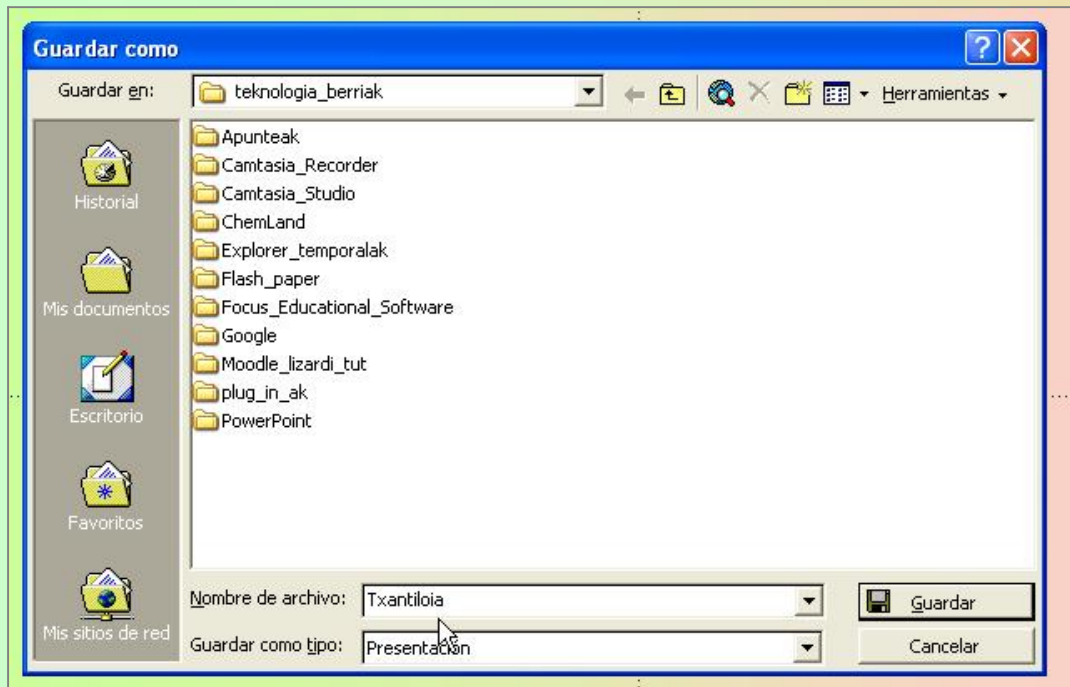 Guardar como
Guardar en: teknologia_berriak Herramientas
Historial
Mis documentos
Escritorio
Favoritos
Mis sitios de red
Apunteak
Camtasia_Recorder
Camtasia_Studio
ChemLand
Explorer_temporalak
Flash_paper
Focus_Educational_Software
Google
Moodle_lizardi_tut
plug_in_ak
PowerPoint
Nombre de archivo: Txantiloia Guardar
Guardar como tipo: Presentación Cancelar